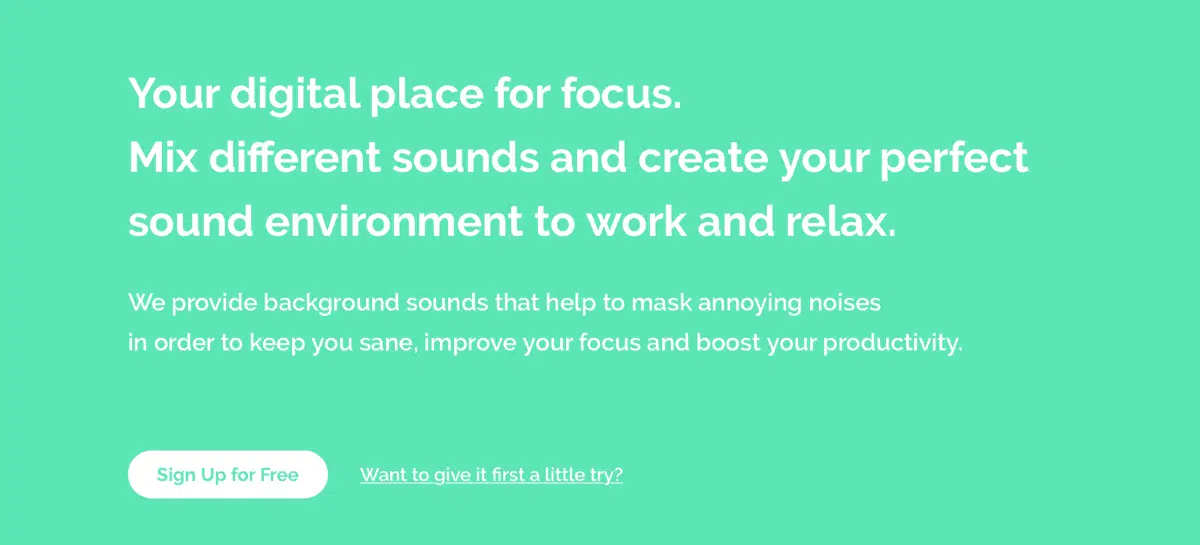 Your digital place for focus.
Mix different sounds and create your perfect
sound environment to work and relax.
We provide background sounds that help to mask annoying noises
in order to keep you sane, improve your focus and boost your productivity.
Sign Up for Free
Want to give it first a little try?